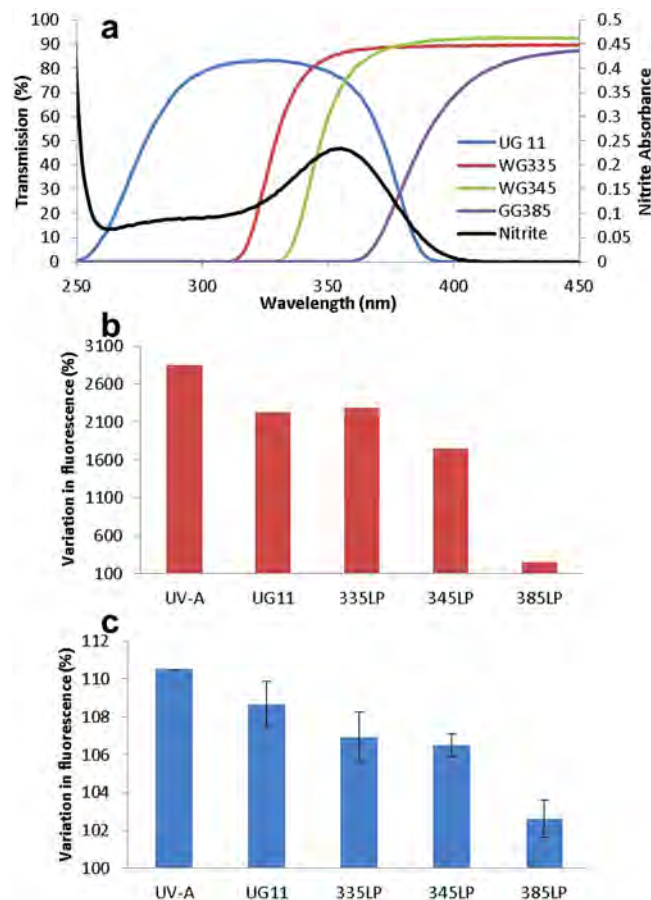 a
100
90
80
70
60
50
40
30
20
10
0
Transmission (%)
0.5
0.45
0.4
0.35
0.3
0.25
0.2
0.15
0.1
0.05
0
Nitrite Absorbance
UG 11
WG335
WG345
GG385
Nitrite
250 300 350 400 450
Wavelength (nm)
b
3100
2600
2100
1600
1100
600
100
Variation in fluorescence (%)
UV-A UG11 335LP 345LP 385LP
c
112
110
108
106
104
102
100
Variation in fluorescence (%)
UV-A UG11 335LP 345LP 385LP